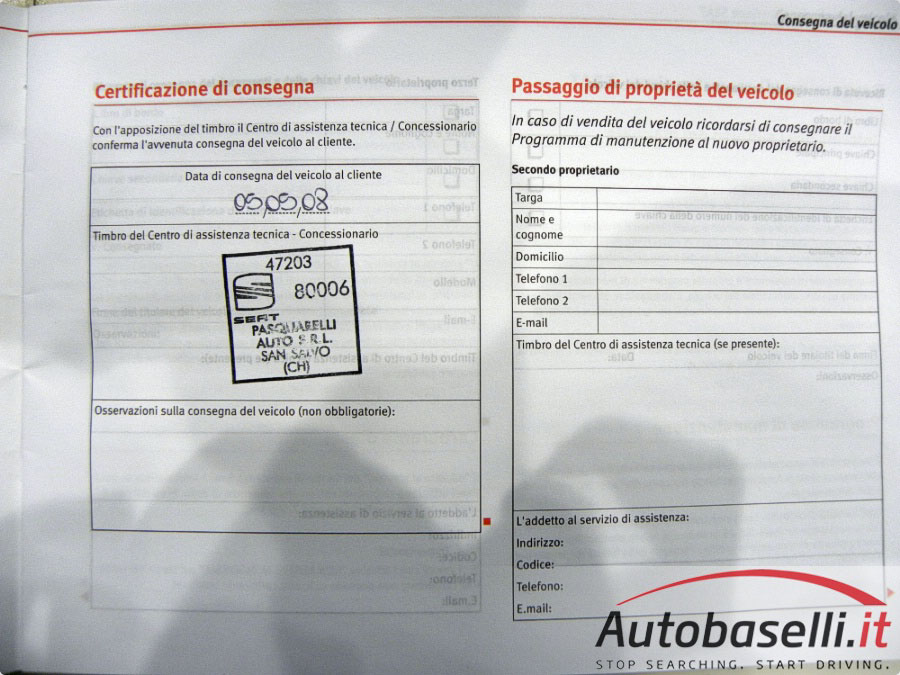 Consegna del veicolo
Certificazione di consegna
Con l'apposizione del timbro il Centro di assistenza tecnica / Concessionario
conferma l'avvenuta consegna del veicolo al cliente.
Data di consegna del veicolo al cliente
05,05,08
Timbro del Centro di assistenza tecnica - Concessionario
47203
80006
SEAT
PASQUARELLI
AUTO S.R.L.
SAN SALVO
(CH)
Osservazioni sulla consegna del veicolo (non obbligatorie):
Passaggio di proprietà del veicolo
In caso di vendita del veicolo ricordarsi di consegnare il
Programma di manutenzione al nuovo proprietario.
Secondo proprietario
Targa
Nome e
cognome
Domicilio
Telefono 1
Telefono 2
E-mail
Timbro del Centro di assistenza tecnica (se presente):
L'addetto al servizio di assistenza:
Indirizzo:
Codice:
Telefono:
E.mail:
Autobaselli.it
STOP SEARCHING. START DRIVING.